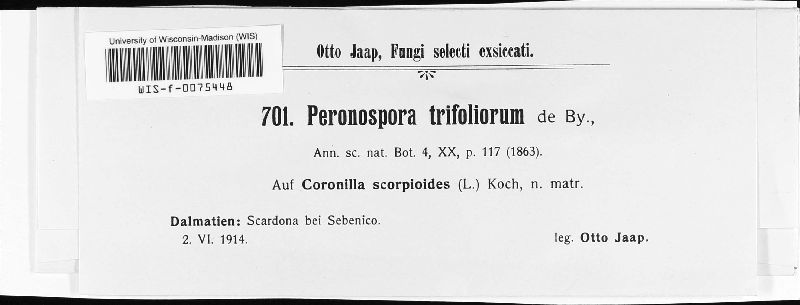 University of Wisconsin-Madison (WIS)
WIS-f-0075448
Otto Jaap, Fungi selecti exsiccati.
701. Peronospora trifoliorum de By.,
Ann. sc. nat. Bot. 4, XX, p. 117 (1863).
Auf Coronilla scorpioides (L.) Koch, n. matr.
Dalmatien: Scardona bei Sebenico.
2. VI. 1914. leg. Otto Jaap.